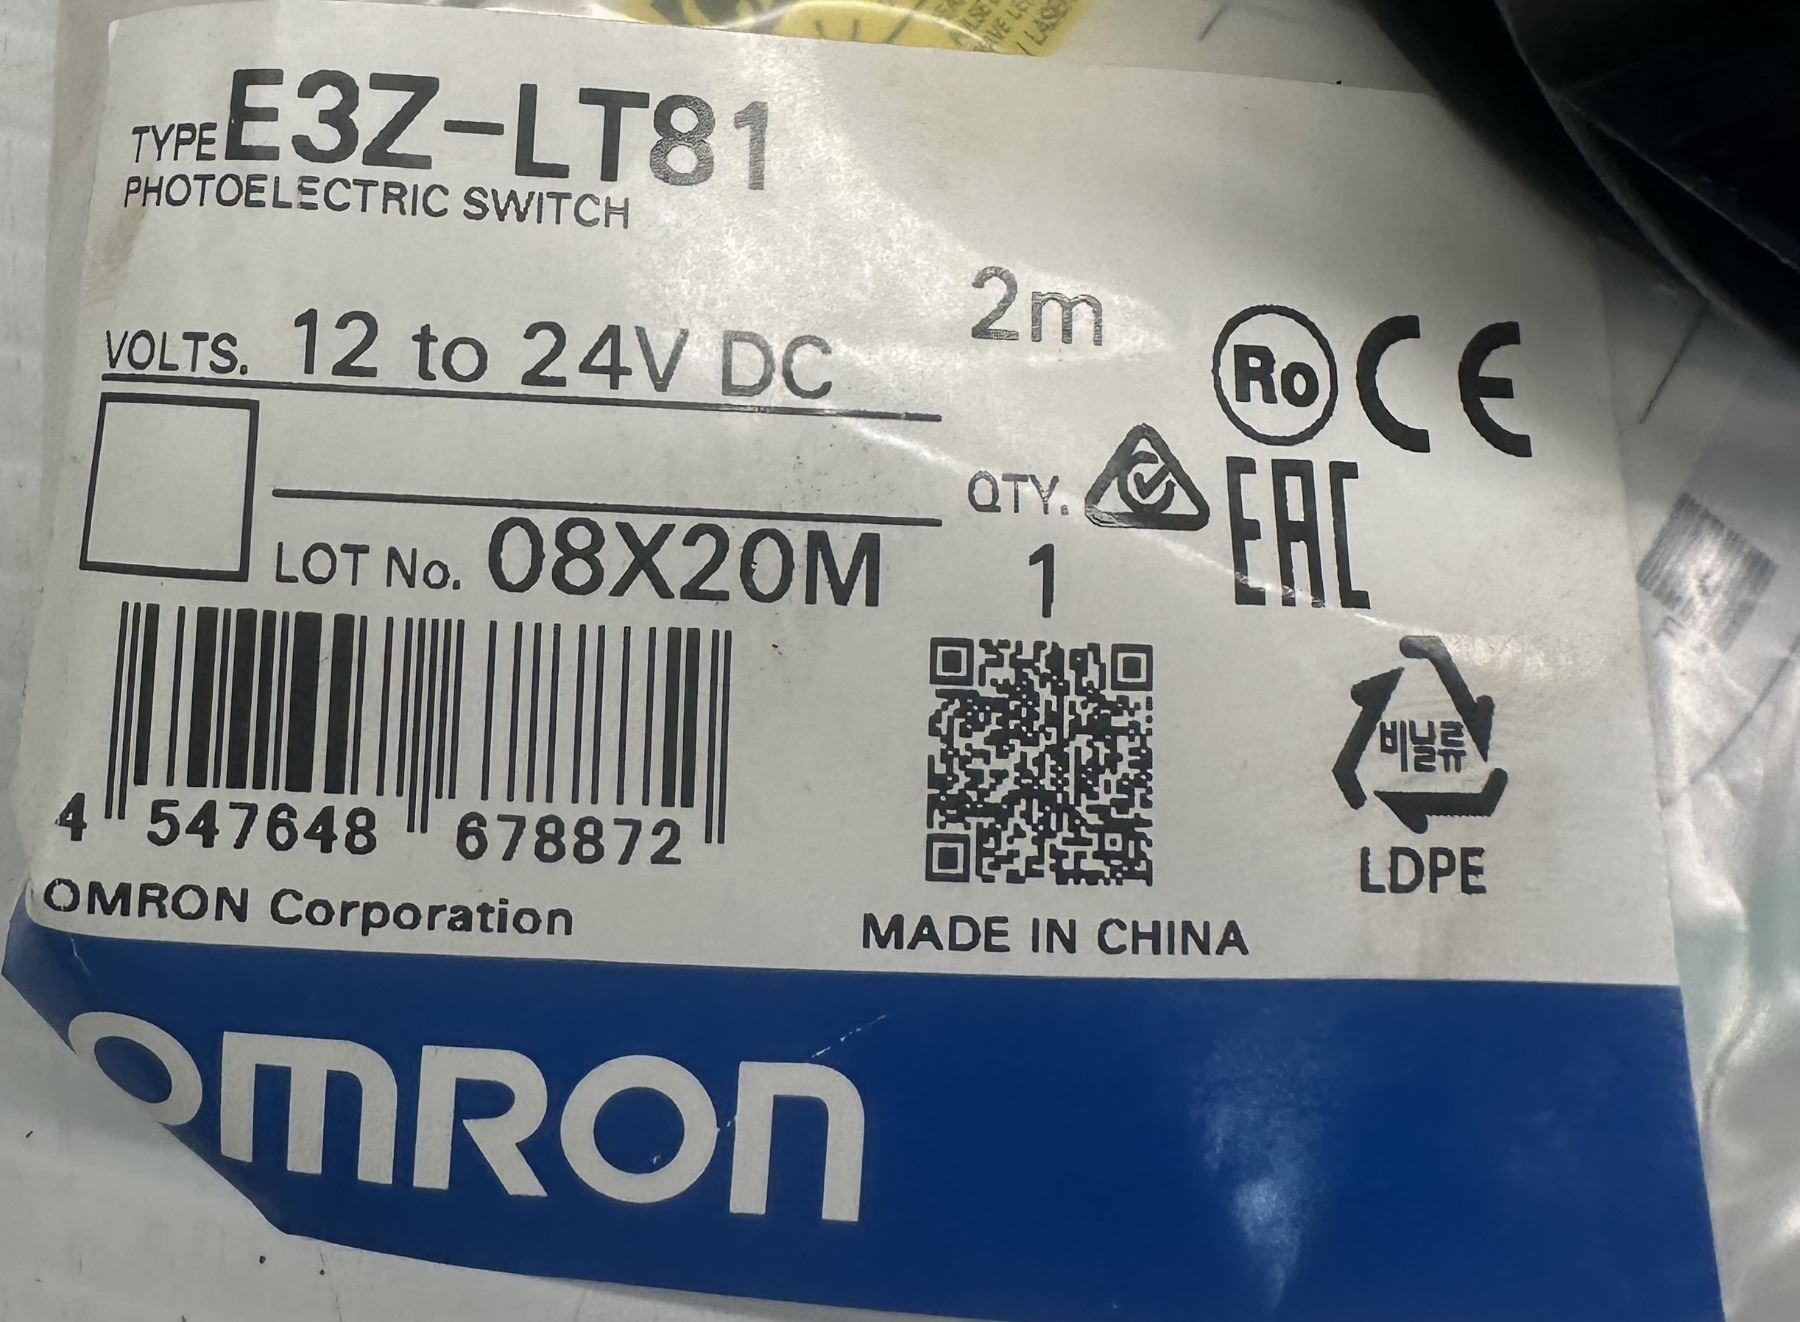 TYPE E3Z-LT81
PHOTOELECTRIC SWITCH
2m
VOLTS. 12 to 24V DC
Ro CE
QTY.
EAC
LOT No. 08X20M
1
4 547648 678872
비닐류
LDPE
OMRON Corporation
MADE IN CHINA
OMRON